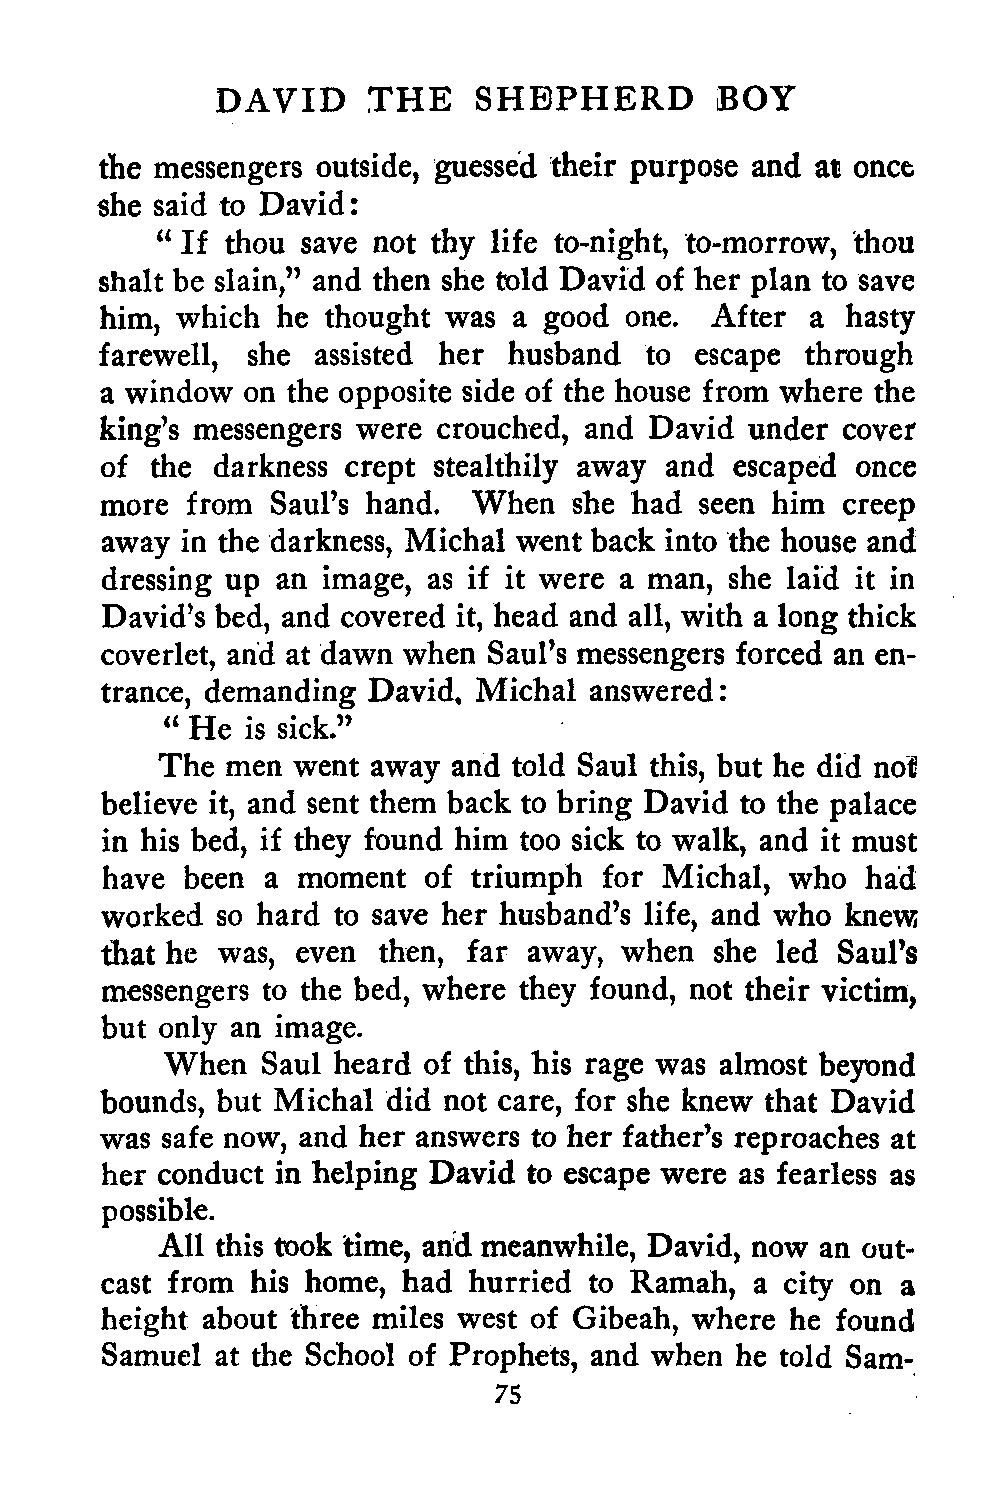 DAVID THE SHEPHERD BOY
the messengers outside, guessed their purpose and at once
she said to David:
" If thou save not thy life to-night, to-morrow, thou
shalt be slain," and then she told David of her plan to save
him, which he thought was a good one. After a hasty
farewell, she assisted her husband to escape through
a window on the opposite side of the house from where the
king's messengers were crouched, and David under cover
of the darkness crept stealthily away and escaped once
more from Saul's hand. When she had seen him creep
away in the darkness, Michal went back into the house and
dressing up an image, as if it were a man, she laid it in
David's bed, and covered it, head and all, with a long thick
coverlet, and at dawn when Saul's messengers forced an en-
trance, demanding David, Michal answered:
" He is sick."
The men went away and told Saul this, but he did not
believe it, and sent them back to bring David to the palace
in his bed, if they found him too sick to walk, and it must
have been a moment of triumph for Michal, who had
worked so hard to save her husband's life, and who knew
that he was, even then, far away, when she led Saul's
messengers to the bed, where they found, not their victim,
but only an image.
When Saul heard of this, his rage was almost beyond
bounds, but Michal did not care, for she knew that David
was safe now, and her answers to her father's reproaches at
her conduct in helping David to escape were as fearless as
possible.
All this took time, and meanwhile, David, now an out-
cast from his home, had hurried to Ramah, a city on a
height about three miles west of Gibeah, where he found
Samuel at the School of Prophets, and when he told Sam-
75